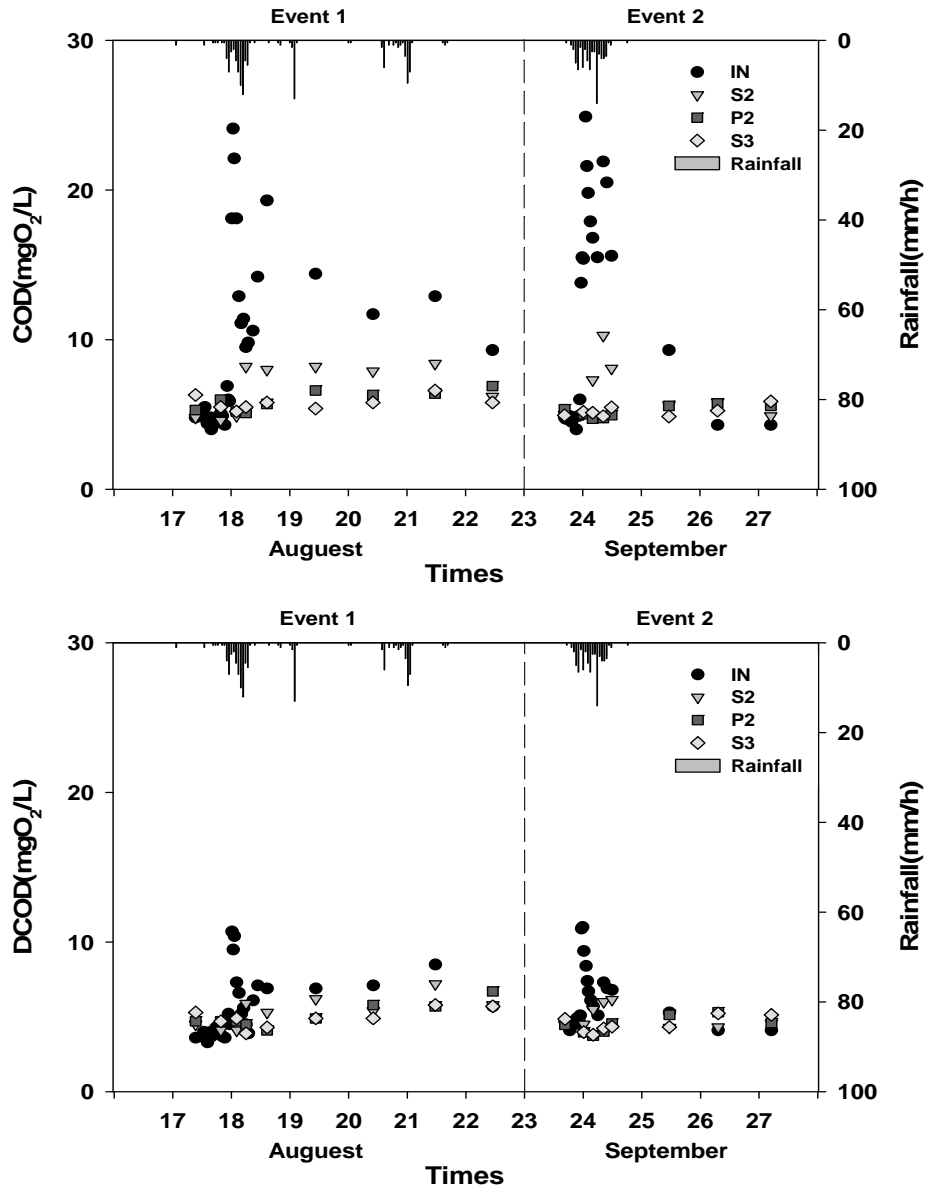 Event 1 Event 2
30 0
IN
S2
P2
S3
Rainfall
20
20
40
COD(mgO2/L) Rainfall(mm/h)
60
10
80
0 100
17 18 19 20 21 22 23 24 25 26 27
Auguest September
Times
Event 1 Event 2
30 0
IN
S2
P2
S3
Rainfall
20
20
40
DCOD(mgO2/L) Rainfall(mm/h)
60
10
80
0 100
17 18 19 20 21 22 23 24 25 26 27
Auguest September
Times